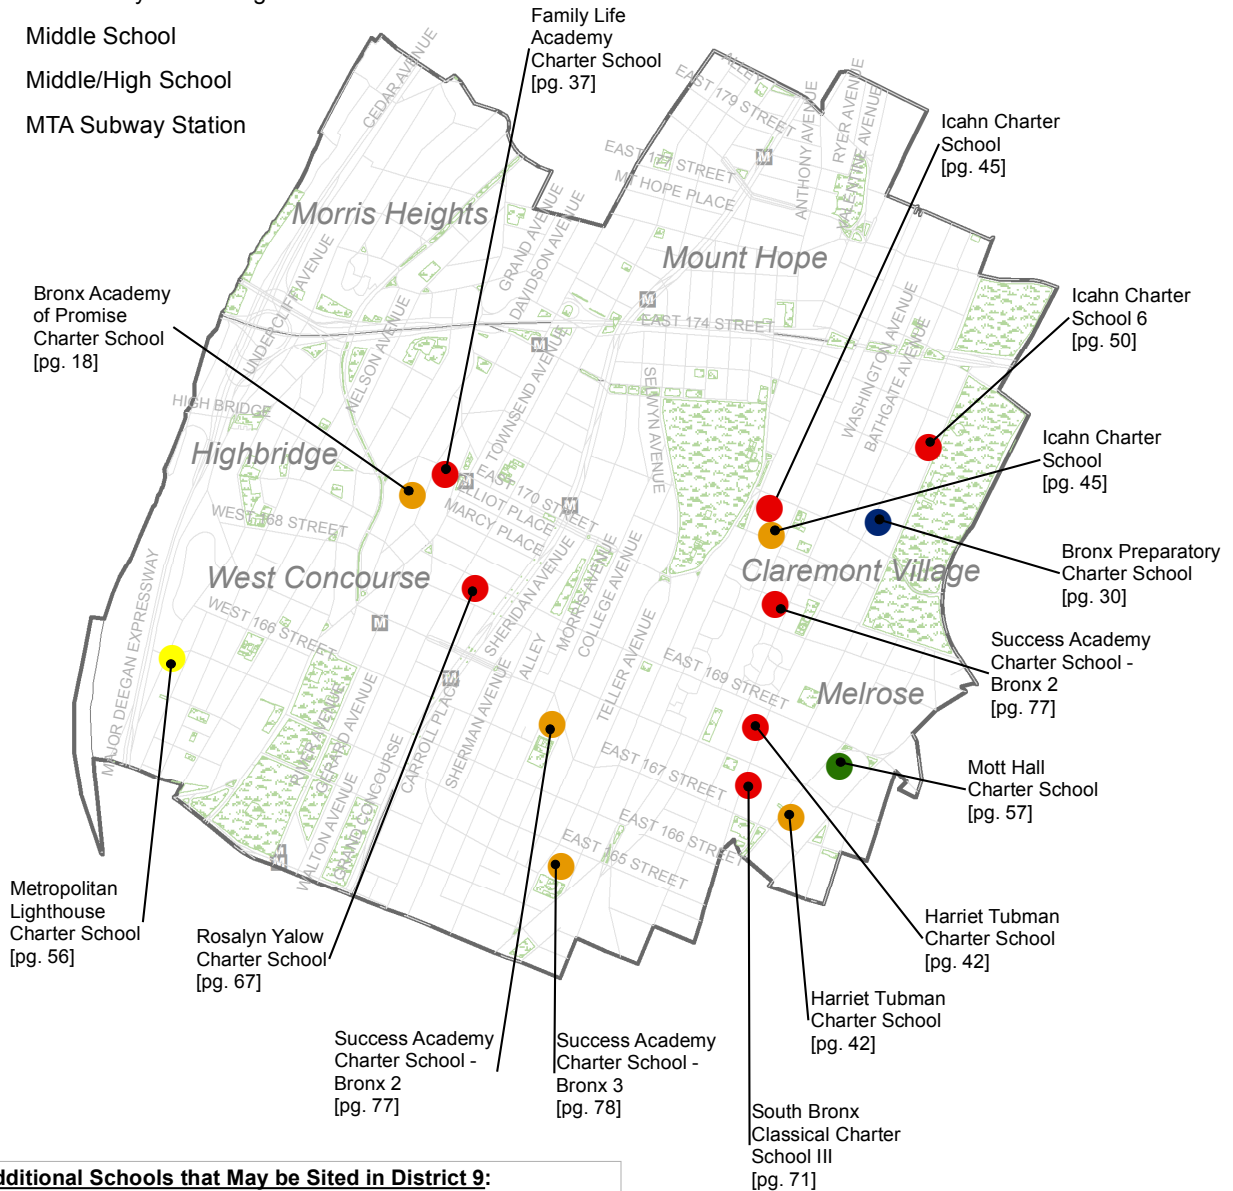 Middle School
Middle/High School
MTA Subway Station
Family Life
Academy
Charter School
[pg. 37]
Icahn Charter
School
[pg. 45]
Icahn Charter
School 6
[pg. 50]
Icahn Charter
School
[pg. 45]
Bronx Preparatory
Charter School
[pg. 30]
Success Academy
Charter School -
Bronx 2
[pg. 77]
Mott Hall
Charter School
[pg. 57]
Harriet Tubman
Charter School
[pg. 42]
Harriet Tubman
Charter School
[pg. 42]
South Bronx
Classical Charter
School III
[pg. 71]
Success Academy
Charter School -
Bronx 3
[pg. 78]
Success Academy
Charter School -
Bronx 2
[pg. 77]
Rosalyn Yalow
Charter School
[pg. 67]
Metropolitan
Lighthouse
Charter School
[pg. 56]
Bronx Academy
of Promise
Charter School
[pg. 18]
Morris Heights
Mount Hope
Highbridge
West Concourse
Claremont Village
Melrose
CEDAR AVENUE
UNDERCLIFF AVENUE
NELSON AVENUE
HIGH BRIDGE
GRAND AVENUE
DAVIDSON AVENUE
TOWNSEND AVENUE
ALLEY
EAST 179 STREET
STREET
MT HOPE PLACE
ANTHONY AVENUE
RYER AVENUE
VALENTINE AVENUE
EAST 174 STREET
SELWYN AVENUE
WASHINGTON AVENUE
BATHGATE AVENUE
EAST 170 STREET
ELLIOT PLACE
MARCY PLACE
WEST 168 STREET
WEST 166 STREET
MAJOR DEEGAN EXPRESSWAY
RIVER AVENUE
GERARD AVENUE
WALTON AVENUE
GRAND CONCOURSE
CARROLL PLACE
SHERMAN AVENUE
SHERIDAN AVENUE
ALLEY
MORRIS AVENUE
COLLEGE AVENUE
TELLER AVENUE
EAST 169 STREET
EAST 167 STREET
EAST 166 STREET
EAST 165 STREET
M
M
M
M
M
M
M
M
M
dditional Schools that May be Sited in District 9: